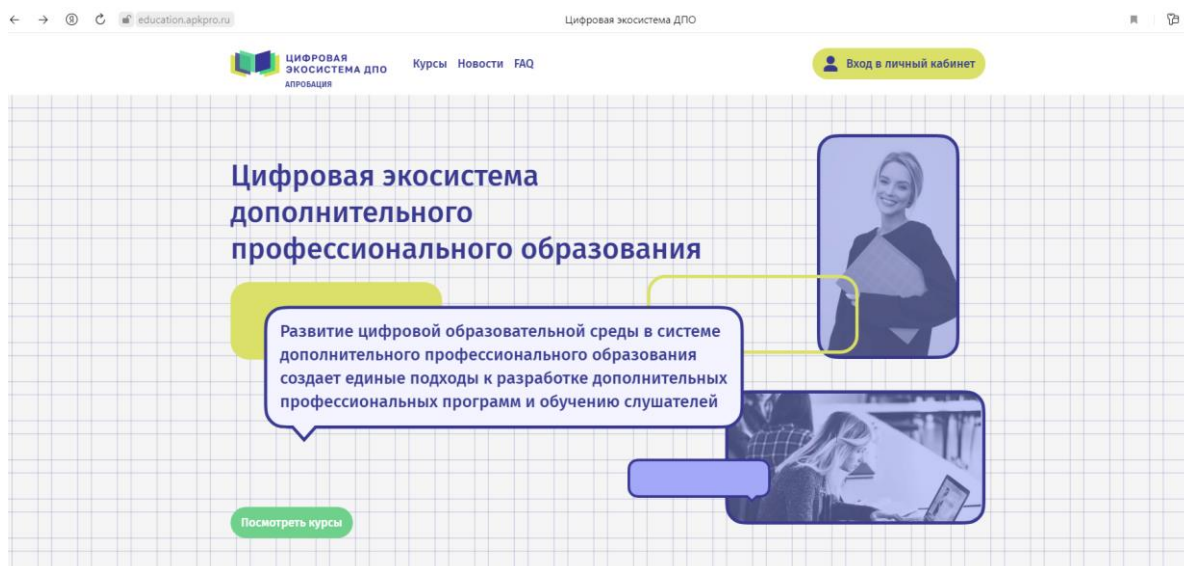 education.apkpro.ru
Цифровая экосистема ДПО
ЦИФРОВАЯ
ЭКОСИСТЕМА ДПО
АПРОБАЦИЯ
Курсы Новости FAQ
Вход в личный кабинет
Цифровая экосистема
дополнительного
профессионального образования
Развитие цифровой образовательной среды в системе
дополнительного профессионального образования
создает единые подходы к разработке дополнительных
профессиональных программ и обучению слушателей
Посмотреть курсы